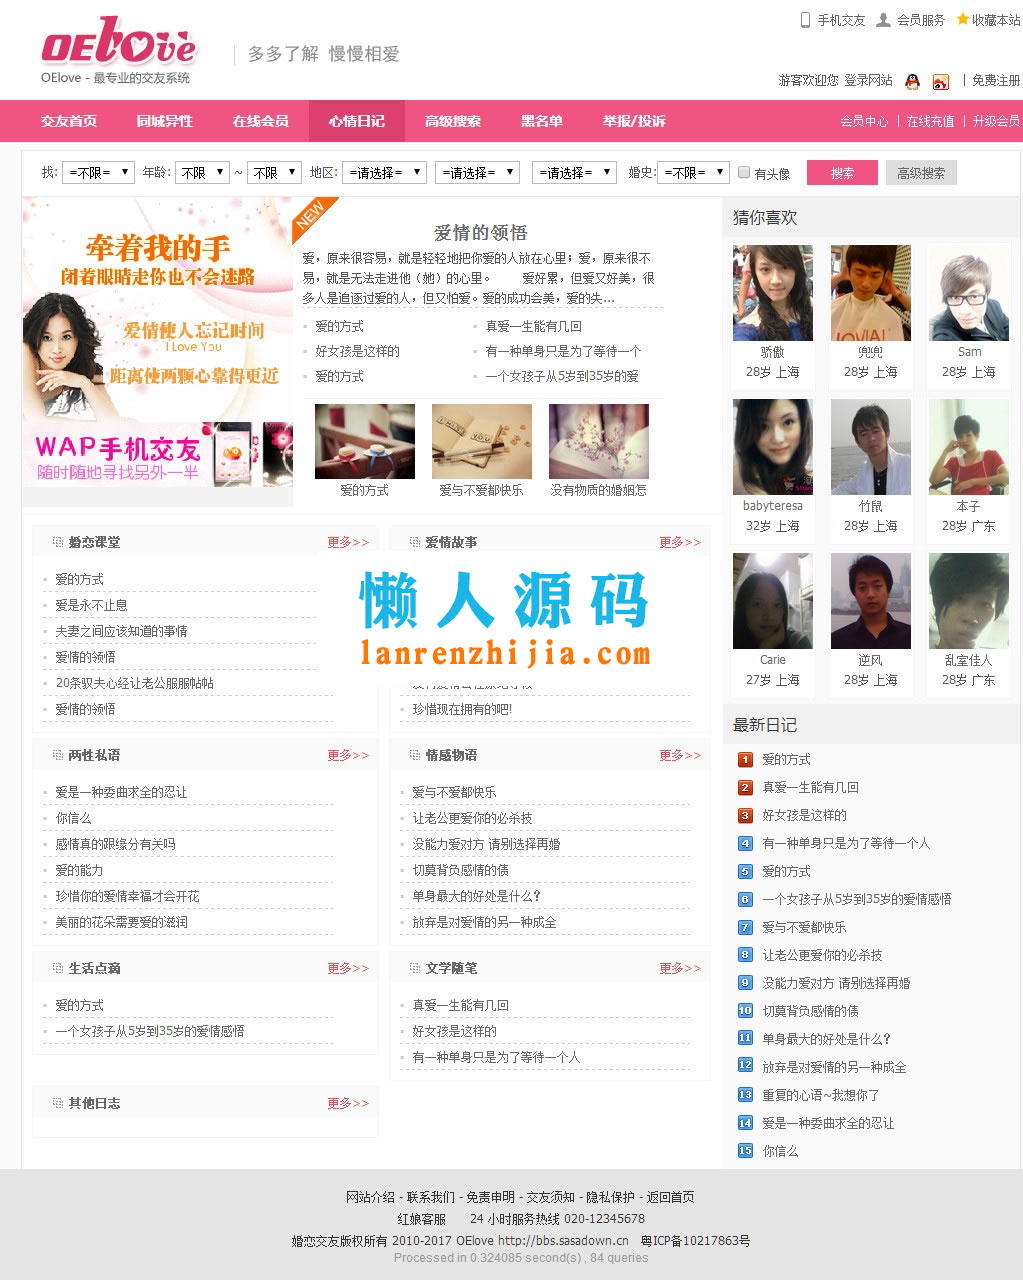 手机交友 会员服务 收藏本站
OElove
OElove - 最专业的交友系统
多多了解 慢慢相爱
游客欢迎您 登录网站 | 免费注册
交友首页 同城异性 在线会员 心情日记 高级搜索 黑名单 举报/投诉
会员中心 | 在线充值 | 升级会员
找: =不限= 年龄: 不限 ~ 不限 地区: =请选择= =请选择= =请选择= 婚史: =不限= 有头像 搜索 高级搜索
牵着我的手
闭着眼睛走你也不会迷路
爱情使人忘记时间
I Love You
距离使两颗心靠得更近
WAP手机交友
随时随地寻找另外一半
NEW
爱情的领悟
爱，原来很容易，就是轻轻地把你爱的人放在心里；爱，原来很不
易，就是无法走进他（她）的心里。 爱好累，但爱又好美，很
多人是追逐过爱的人，但又怕爱。爱的成功会美，爱的失...
爱的方式 真爱一生能有几回
好女孩是这样的 有一种单身只是为了等待一个
爱的方式 一个女孩子从5岁到35岁的爱
爱的方式 爱与不爱都快乐 没有物质的婚姻怎
猜你喜欢
骄傲 兜兜 Sam
28岁 上海 28岁 上海 28岁 上海
babyteresa 竹鼠 本子
32岁 上海 28岁 上海 28岁 广东
Carie 逆风 乱室佳人
27岁 上海 28岁 上海 28岁 广东
婚恋课堂 更多>>
爱的方式
爱是永不止息
夫妻之间应该知道的事情
爱情的领悟
20条驭夫心经让老公服服帖帖
爱情的领悟
爱情故事 更多>>
懒人源码
lanrenzhijia.com
珍惜现在拥有的吧!
两性私语 更多>>
爱是一种委曲求全的忍让
你信么
感情真的跟缘分有关吗
爱的能力
珍惜你的爱情幸福才会开花
美丽的花朵需要爱的滋润
情感物语 更多>>
爱与不爱都快乐
让老公更爱你的必杀技
没能力爱对方 请别选择再婚
切莫背负感情的债
单身最大的好处是什么？
放弃是对爱情的另一种成全
生活点滴 更多>>
爱的方式
一个女孩子从5岁到35岁的爱情感悟
文学随笔 更多>>
真爱一生能有几回
好女孩是这样的
有一种单身只是为了等待一个人
其他日志 更多>>
最新日记
1 爱的方式
2 真爱一生能有几回
3 好女孩是这样的
4 有一种单身只是为了等待一个人
5 爱的方式
6 一个女孩子从5岁到35岁的爱情感悟
7 爱与不爱都快乐
8 让老公更爱你的必杀技
9 没能力爱对方 请别选择再婚
10 切莫背负感情的债
11 单身最大的好处是什么？
12 放弃是对爱情的另一种成全
13 重复的心语~我想你了
14 爱是一种委曲求全的忍让
15 你信么
网站介绍 - 联系我们 - 免责申明 - 交友须知 - 隐私保护 - 返回首页
红娘客服 24 小时服务热线 020-12345678
婚恋交友版权所有 2010-2017 OElove http://bbs.sasadown.cn 粤ICP备10217863号
Processed in 0.324085 second(s) , 84 queries